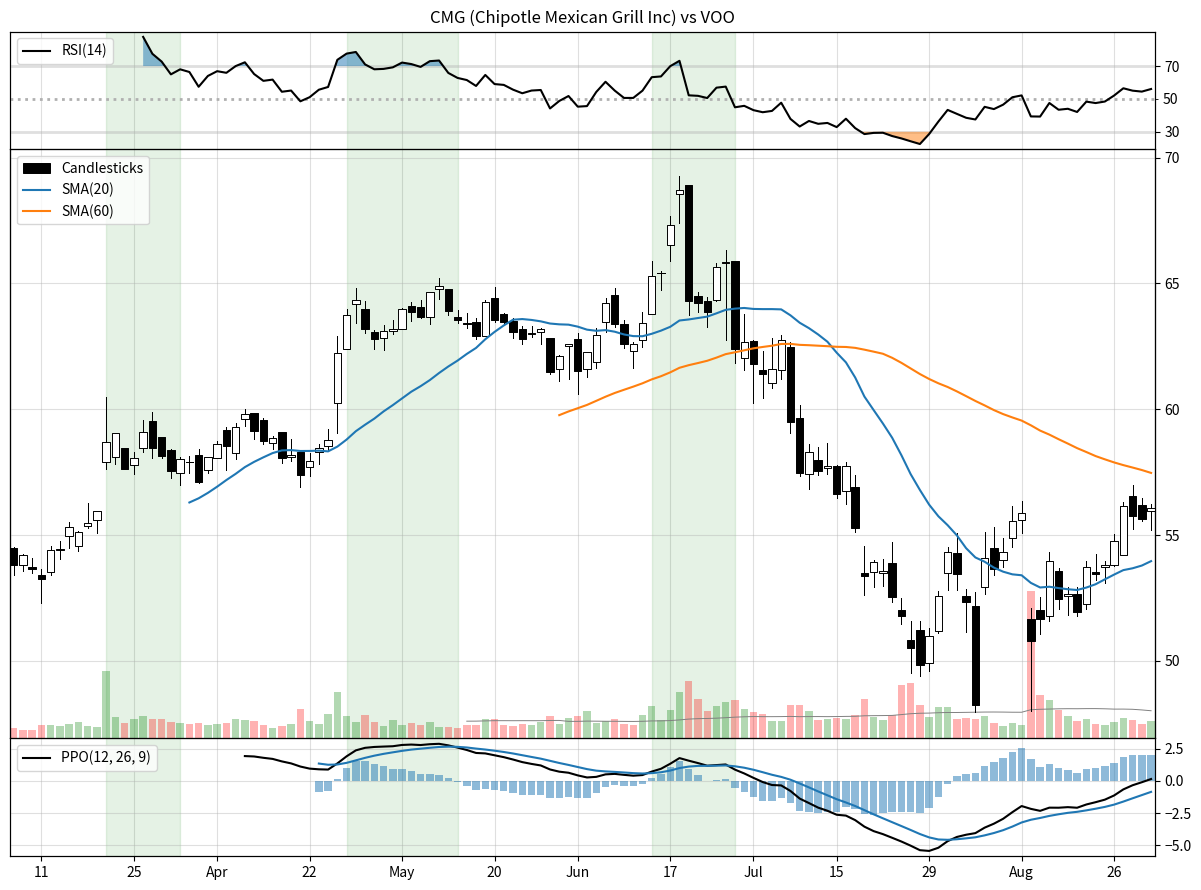 CMG (Chipotle Mexican Grill Inc) vs VOO
RSI(14)
70
50
30
Candlesticks
SMA(20)
SMA(60)
70
65
60
55
50
PPO(12, 26, 9)
2.5
0.0
−2.5
−5.0
11 25 Apr 22 May 20 Jun 17 Jul 15 29 Aug 26